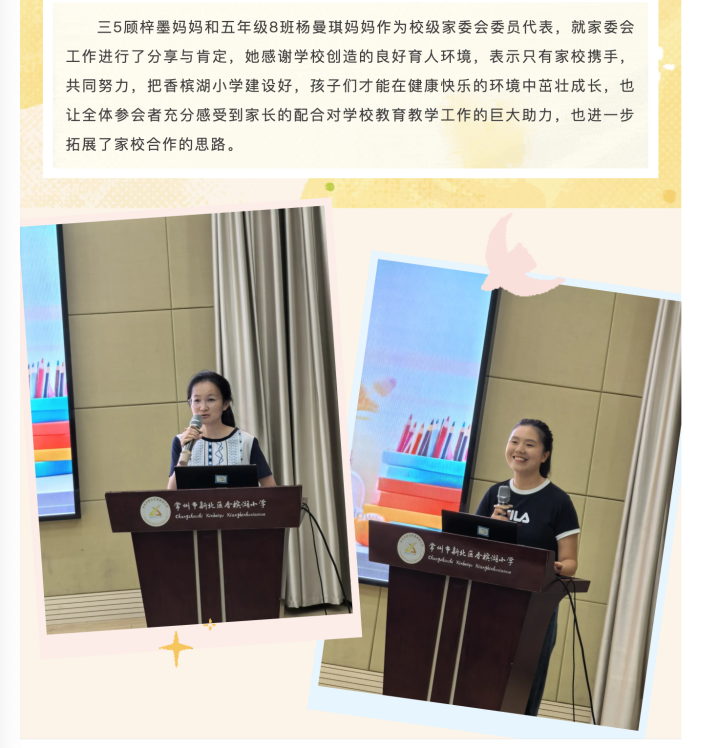 三5顾梓墨妈妈和五年级8班杨曼琪妈妈作为校级家委会委员代表，就家委会
工作进行了分享与肯定，她感谢学校创造的良好育人环境，表示只有家校携手，
共同努力，把香槟湖小学建设好，孩子们才能在健康快乐的环境中茁壮成长，也
让全体参会者充分感受到家长的配合对学校教育教学工作的巨大助力，也进一步
拓展了家校合作的思路。
常州市新北区香槟湖小学
常州市新北区香槟湖小学